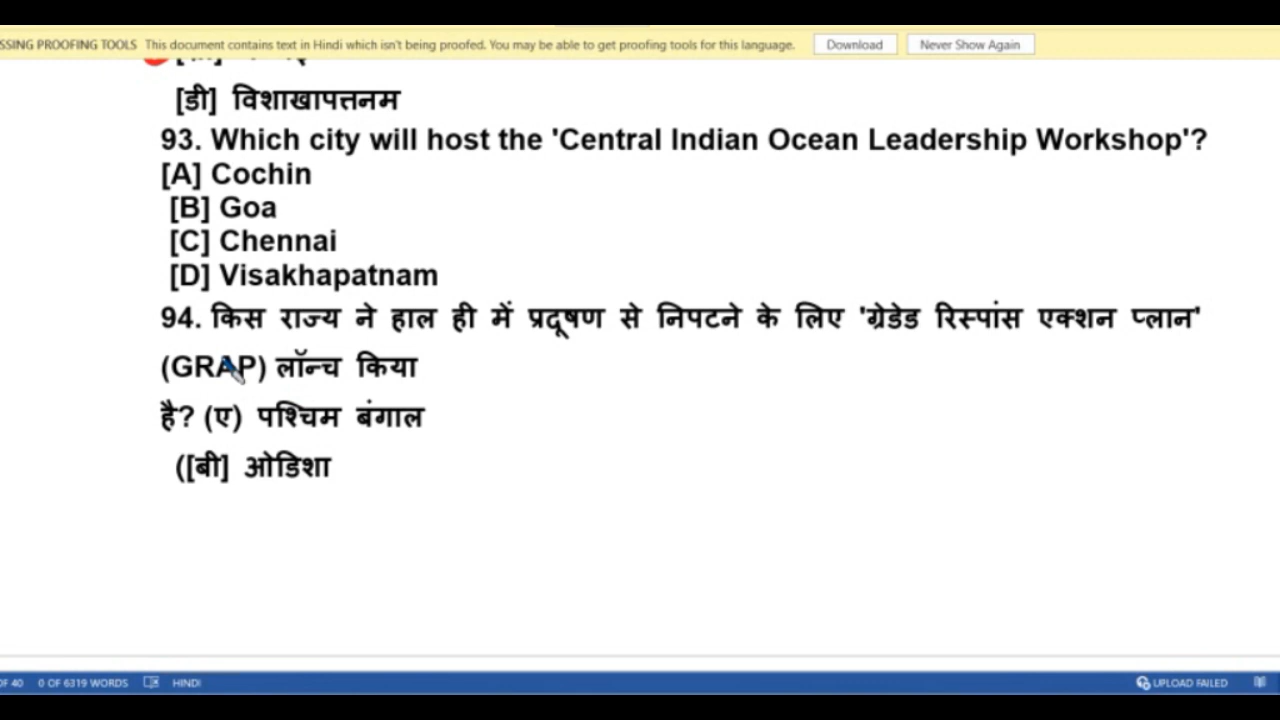 SSING PROOFING TOOLS This document contains text in Hindi which isn't being proofed. You may be able to get proofing tools for this language. Download Never Show Again
[डी] विशाखापत्तनम
93. Which city will host the 'Central Indian Ocean Leadership Workshop'?
[A] Cochin
[B] Goa
[C] Chennai
[D] Visakhapatnam
94. किस राज्य ने हाल ही में प्रदूषण से निपटने के लिए 'ग्रेडेड रिस्पांस एक्शन प्लान'
(GRAP) लॉन्च किया
है? (ए) पश्चिम बंगाल
([बी] ओडिशा
OF 40 0 OF 6319 WORDS HINDI UPLOAD FAILED